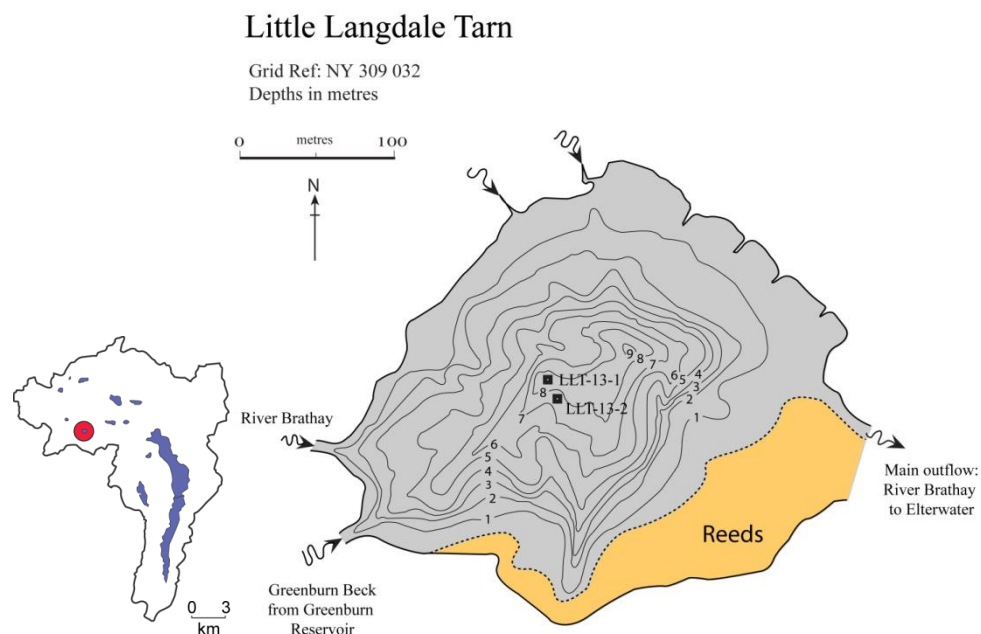 Little Langdale Tarn
Grid Ref: NY 309 032
Depths in metres
0 metres 100
N
9
8
7
LLT-13-1
8
LLT-13-2
7
6
5
4
3
2
1
6
5
4
3
2
1
River Brathay
Main outflow:
River Brathay
to Elterwater
Reeds
Greenburn Beck
from Greenburn
Reservoir
0 3
km